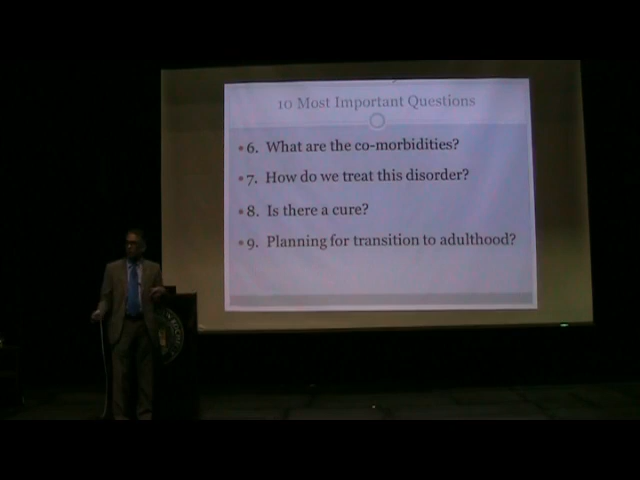 10 Most Important Questions
• 6. What are the co-morbidities?
• 7. How do we treat this disorder?
• 8. Is there a cure?
• 9. Planning for transition to adulthood?